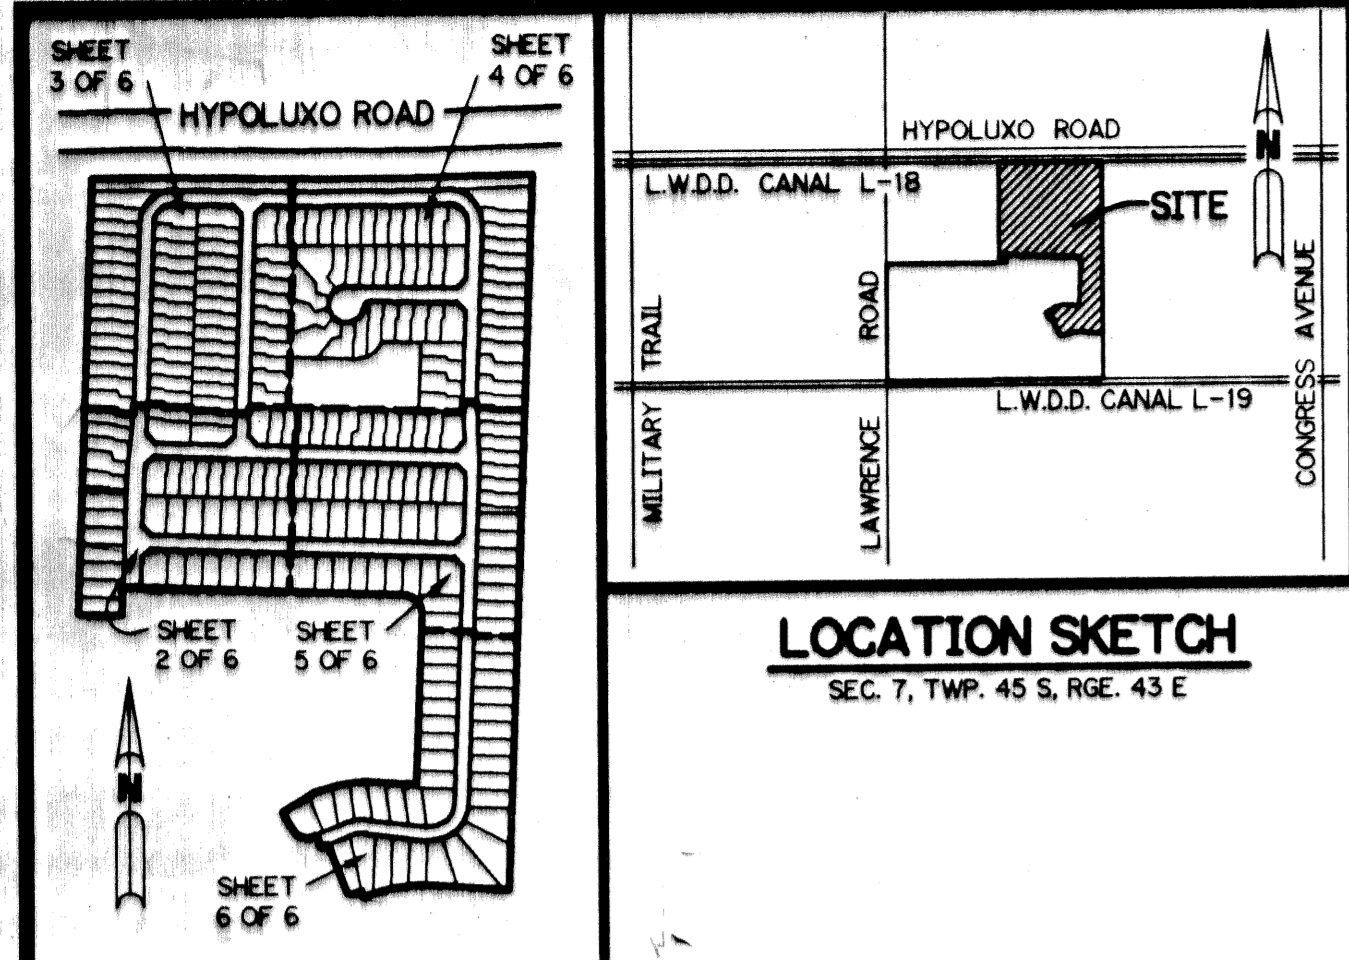 SHEET
3 OF 6
SHEET
4 OF 6
HYPOLUXO ROAD
SHEET
2 OF 6
SHEET
5 OF 6
N
SHEET
6 OF 6
HYPOLUXO ROAD
N
L.W.D.D. CANAL L-18
SITE
MILITARY TRAIL
LAWRENCE ROAD
CONGRESS AVENUE
L.W.D.D. CANAL L-19
LOCATION SKETCH
SEC. 7, TWP. 45 S, RGE. 43 E